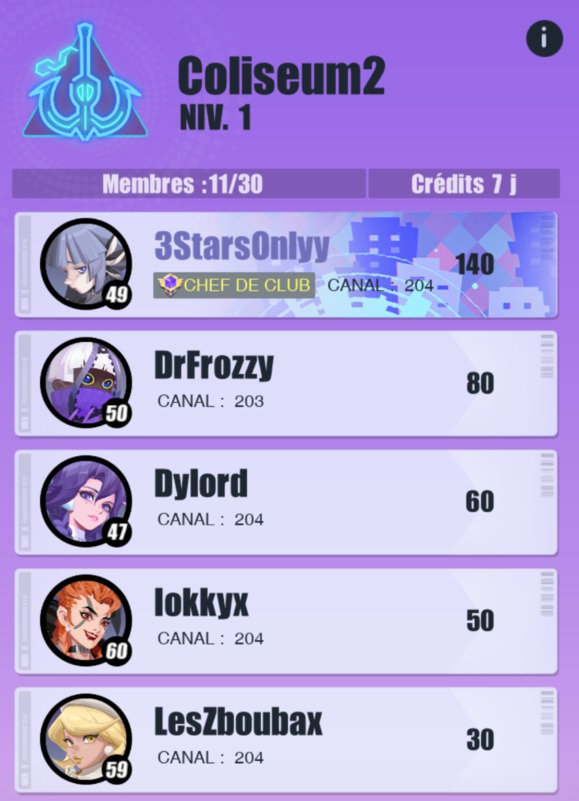 Coliseum2
NIV. 1
Membres :11/30 Crédits 7 j
3StarsOnlyy
CHEF DE CLUB CANAL : 204
140
49
DrFrozzy
CANAL : 203
80
50
Dylord
CANAL : 204
60
47
lokkyx
CANAL : 204
50
60
LesZboubax
CANAL : 204
30
59